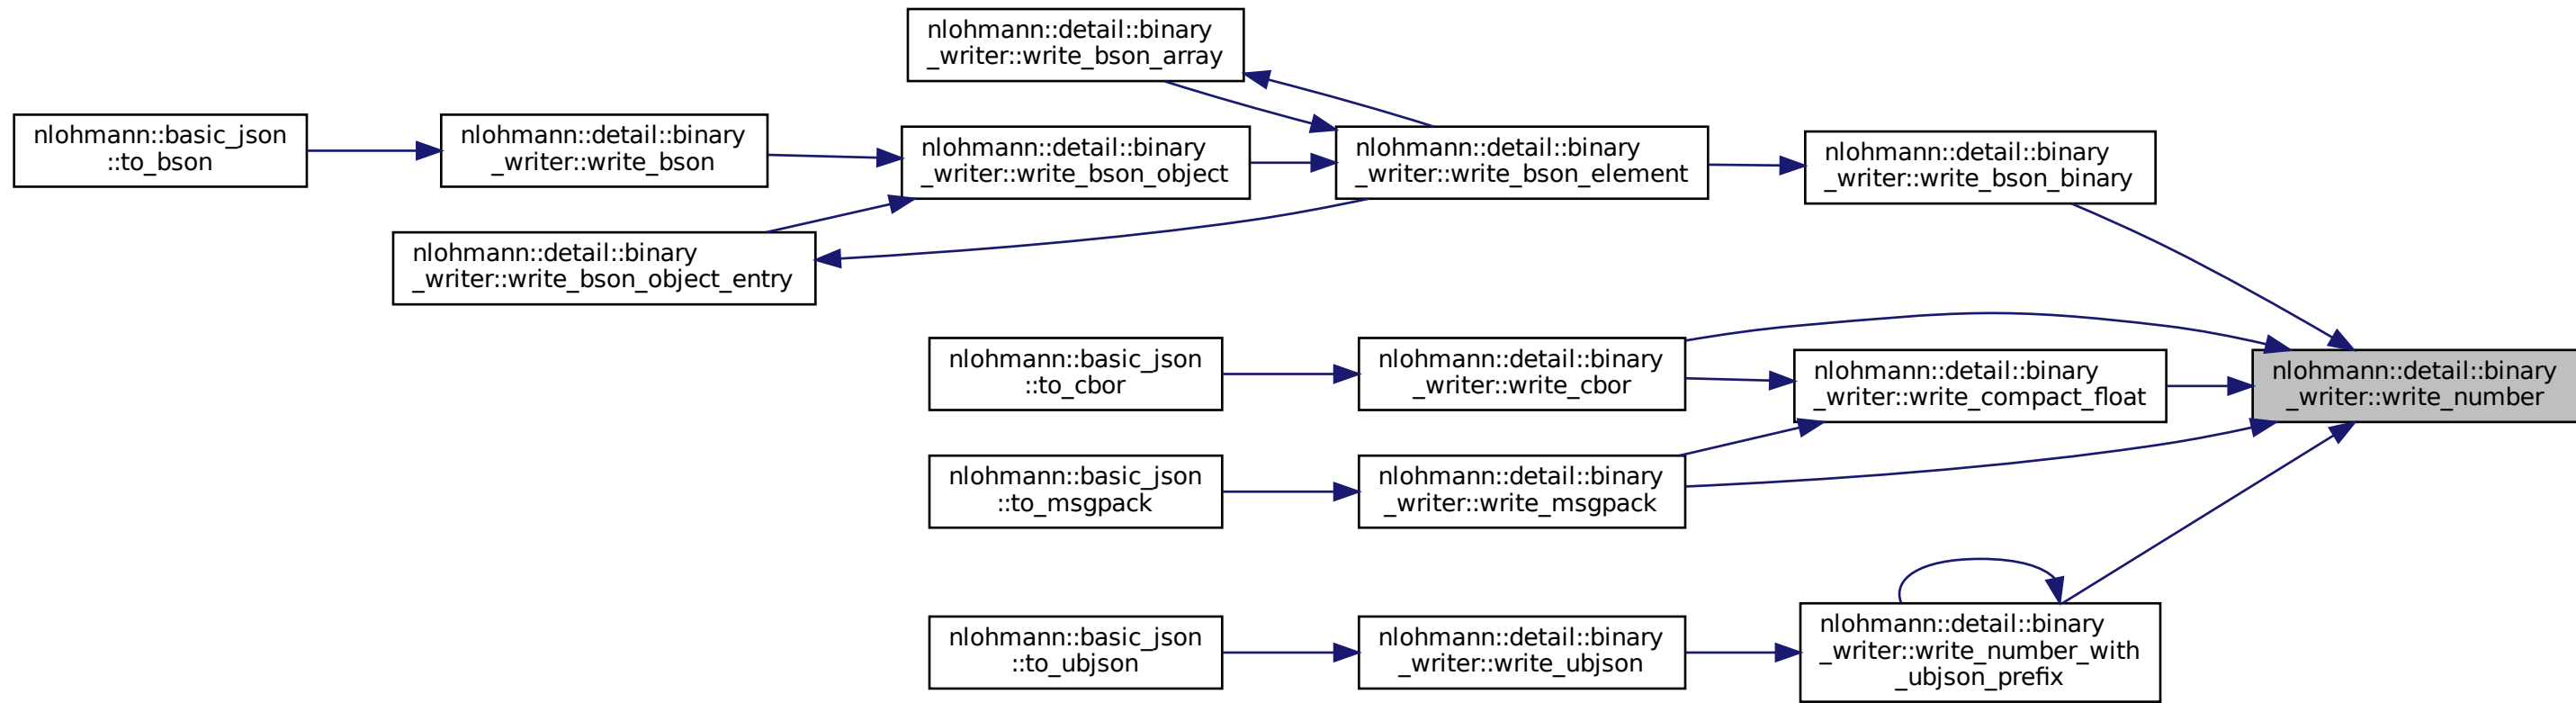 nlohmann::detail::binary
_writer::write_bson_array
nlohmann::basic_json
::to_bson
nlohmann::detail::binary
_writer::write_bson
nlohmann::detail::binary
_writer::write_bson_object
nlohmann::detail::binary
_writer::write_bson_element
nlohmann::detail::binary
_writer::write_bson_binary
nlohmann::detail::binary
_writer::write_bson_object_entry
nlohmann::basic_json
::to_cbor
nlohmann::detail::binary
_writer::write_cbor
nlohmann::detail::binary
_writer::write_compact_float
nlohmann::detail::binary
_writer::write_number
nlohmann::basic_json
::to_msgpack
nlohmann::detail::binary
_writer::write_msgpack
nlohmann::basic_json
::to_ubjson
nlohmann::detail::binary
_writer::write_ubjson
nlohmann::detail::binary
_writer::write_number_with
_ubjson_prefix